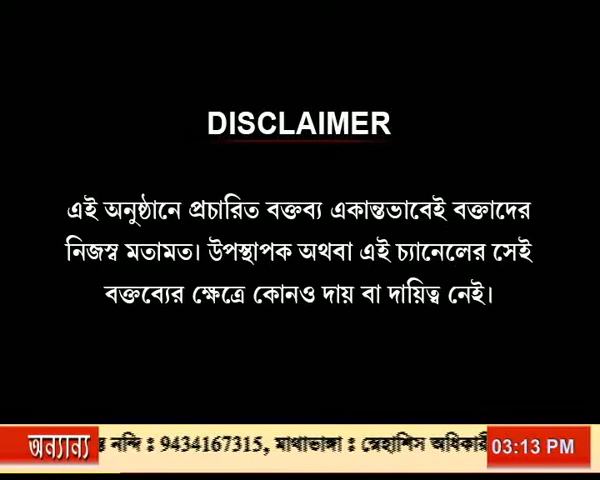 DISCLAIMER
এই অনুষ্ঠানে প্রচারিত বক্তব্য একান্তভাবেই বক্তাদের
নিজস্ব মতামত। উপস্থাপক অথবা এই চ্যানেলের সেই
বক্তব্যের ক্ষেত্রে কোনও দায় বা দায়িত্ব নেই।
অন্যান্য
নন্দি : 9434167315, মাথাভাঙ্গা : স্নেহাশিস অধিকারী
03:13 PM